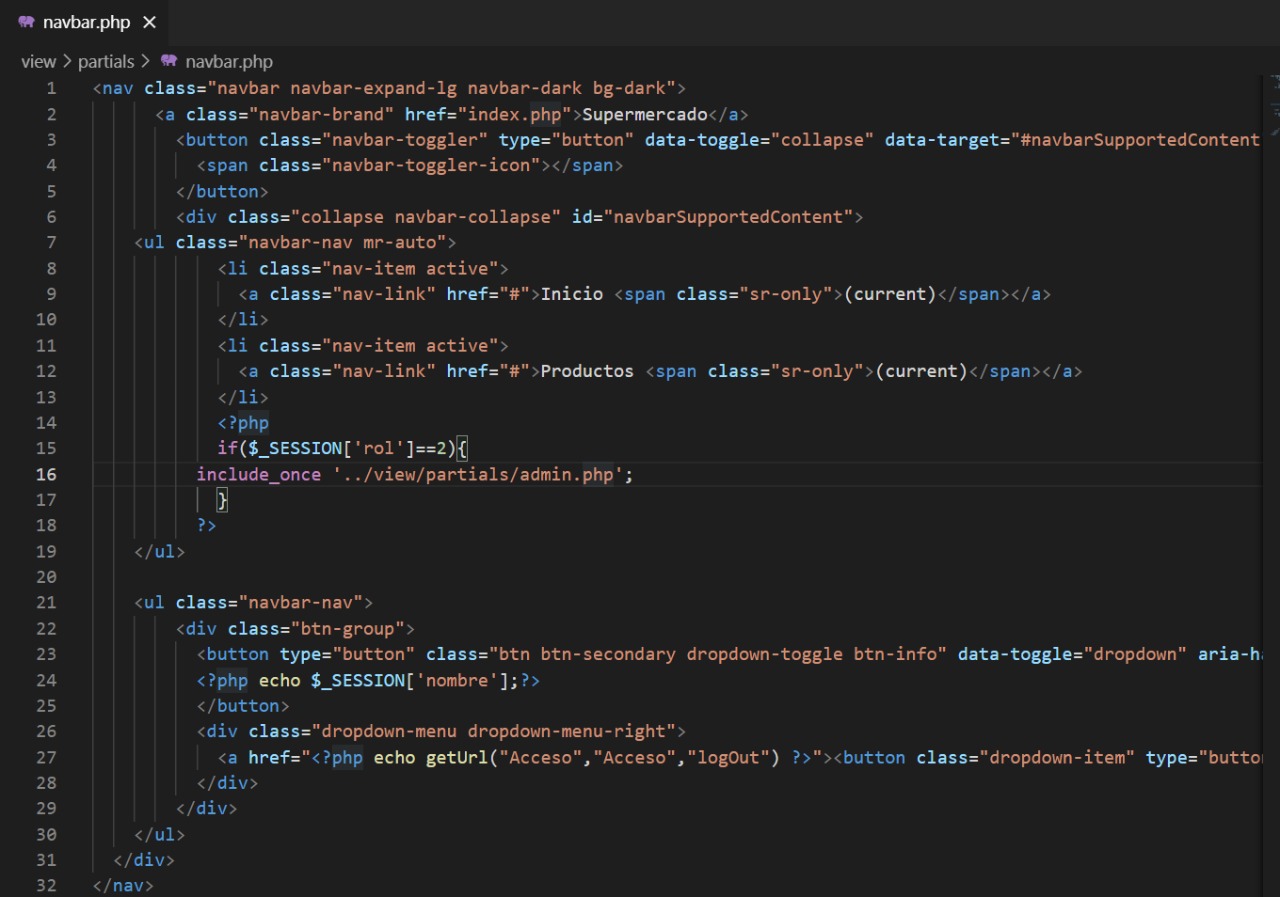 navbar.php
view > partials > navbar.php
1 <nav class="navbar navbar-expand-lg navbar-dark bg-dark">
2 <a class="navbar-brand" href="index.php">Supermercado</a>
3 <button class="navbar-toggler" type="button" data-toggle="collapse" data-target="#navbarSupportedContent
4 <span class="navbar-toggler-icon"></span>
5 </button>
6 <div class="collapse navbar-collapse" id="navbarSupportedContent">
7 <ul class="navbar-nav mr-auto">
8 <li class="nav-item active">
9 <a class="nav-link" href="#">Inicio <span class="sr-only">(current)</span></a>
10 </li>
11 <li class="nav-item active">
12 <a class="nav-link" href="#">Productos <span class="sr-only">(current)</span></a>
13 </li>
14 <?php
15 if($_SESSION['rol']==2){
16 include_once '../view/partials/admin.php';
17 }
18 ?>
19 </ul>
20
21 <ul class="navbar-nav">
22 <div class="btn-group">
23 <button type="button" class="btn btn-secondary dropdown-toggle btn-info" data-toggle="dropdown" aria-ha
24 <?php echo $_SESSION['nombre'];?>
25 </button>
26 <div class="dropdown-menu dropdown-menu-right">
27 <a href="<?php echo getUrl("Acceso","Acceso","logOut") ?>"><button class="dropdown-item" type="butto
28 </div>
29 </div>
30 </ul>
31 </div>
32 </nav>